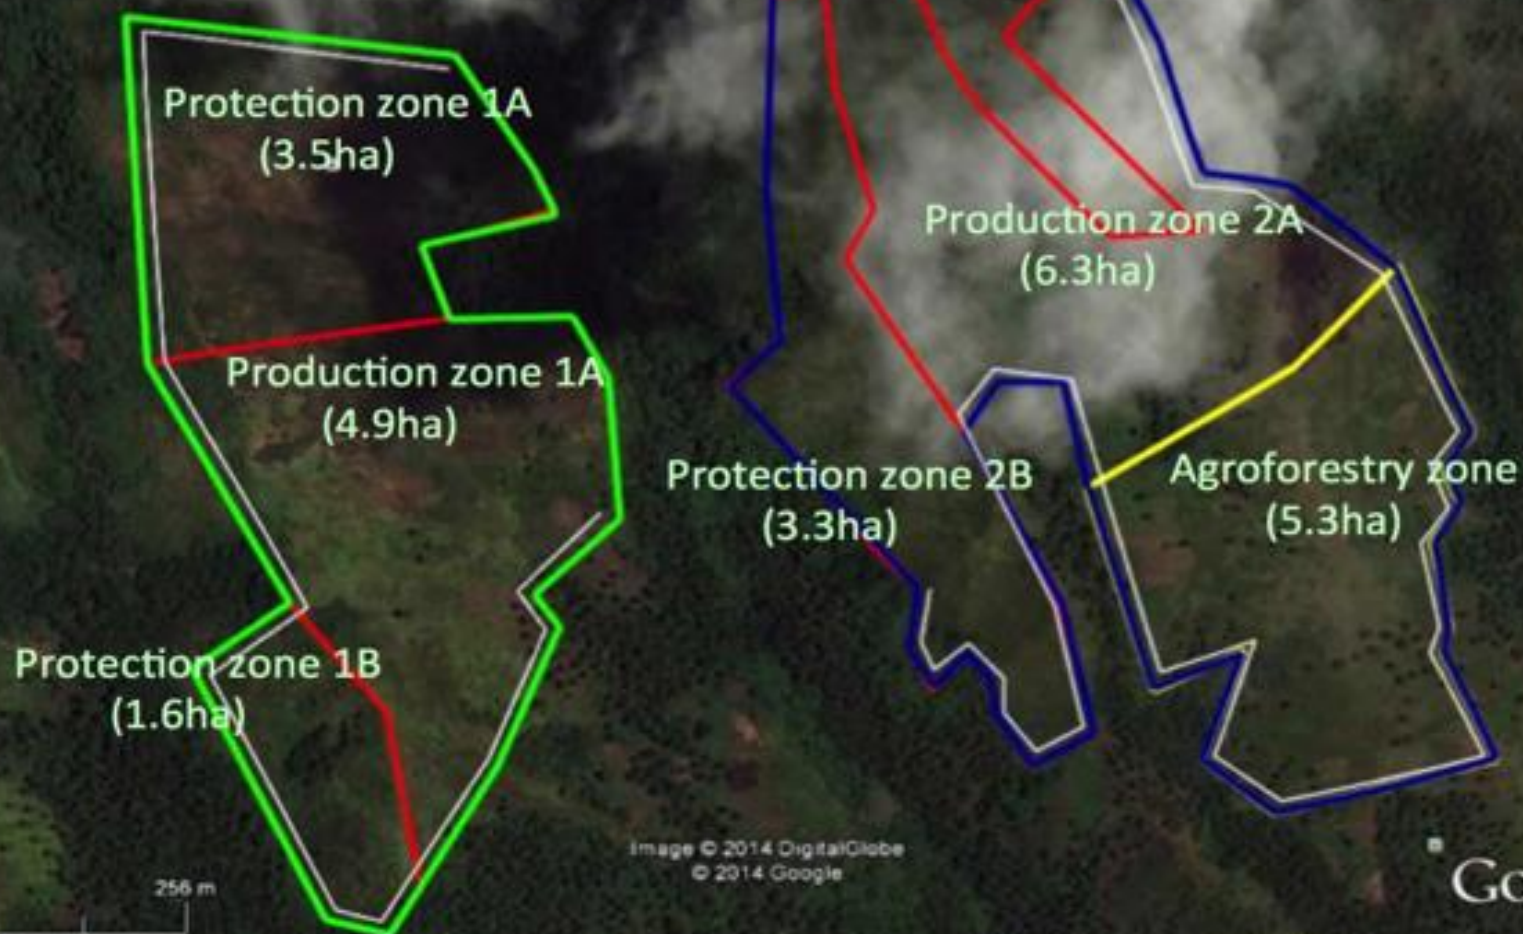 Protection zone 1A
(3.5ha)
Production zone 2A
(6.3ha)
Production zone 1A
(4.9ha)
Protection zone 2B
(3.3ha)
Agroforestry zone
(5.3ha)
Protection zone 1B
(1.6ha)
Image © 2014 DigitalGlobe
© 2014 Google
256 m
Go